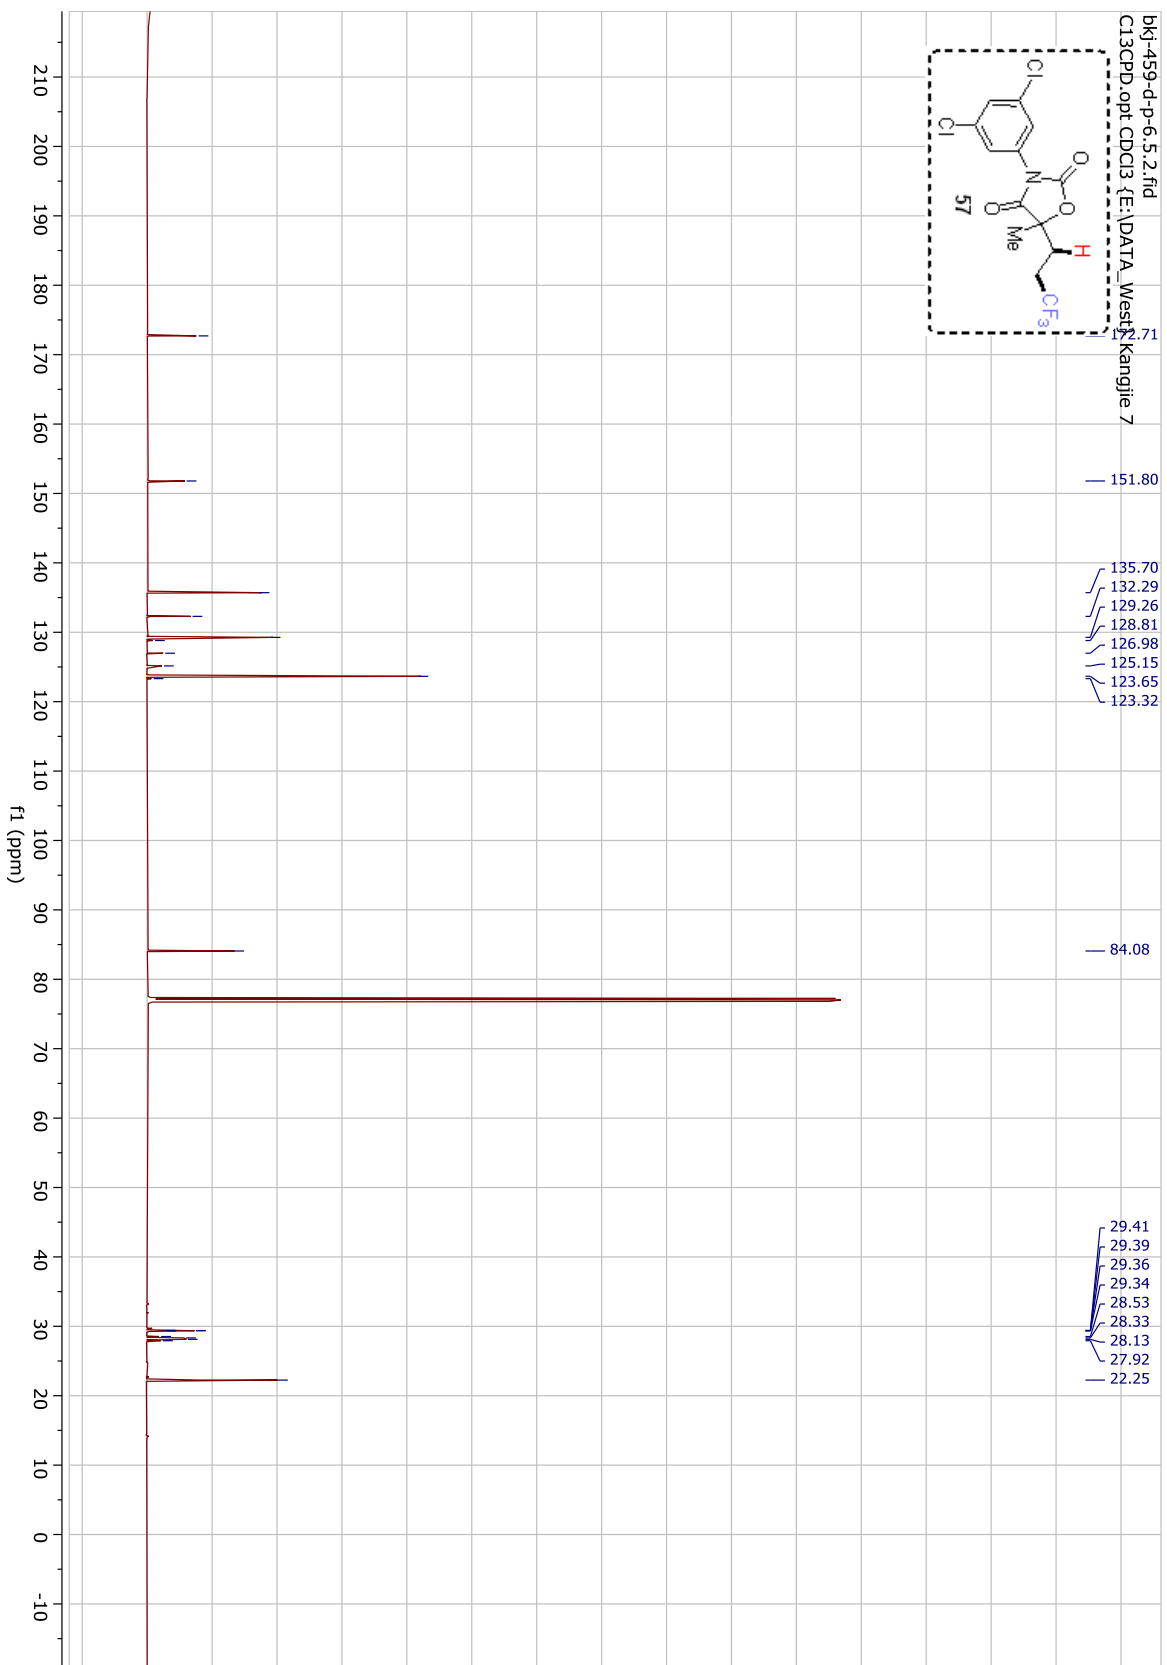 bkj-459-d-p-6.5.2.fid
C13CPD.opt CDCl3 {E:\DATA_West} Kangjie 7
Cl
Cl
N
O
O
O
Me
H
CF3
57
172.71
151.80
135.70
132.29
129.26
128.81
126.98
125.15
123.65
123.32
84.08
29.41
29.39
29.36
29.34
28.53
28.33
28.13
27.92
22.25
210 200 190 180 170 160 150 140 130 120 110 100 90 80 70 60 50 40 30 20 10 0 -10
f1 (ppm)